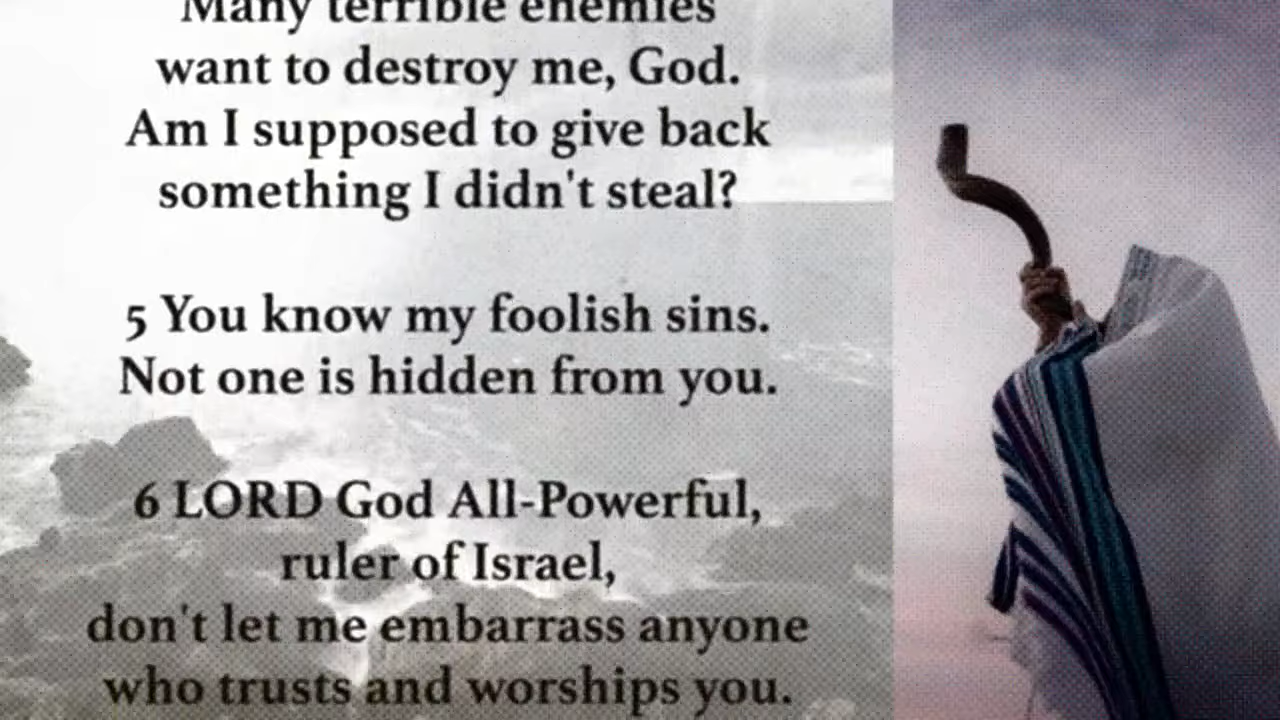 Many terrible enemies
want to destroy me, God.
Am I supposed to give back
something I didn't steal?
5 You know my foolish sins.
Not one is hidden from you.
6 LORD God All-Powerful,
ruler of Israel,
don't let me embarrass anyone
who trusts and worships you.